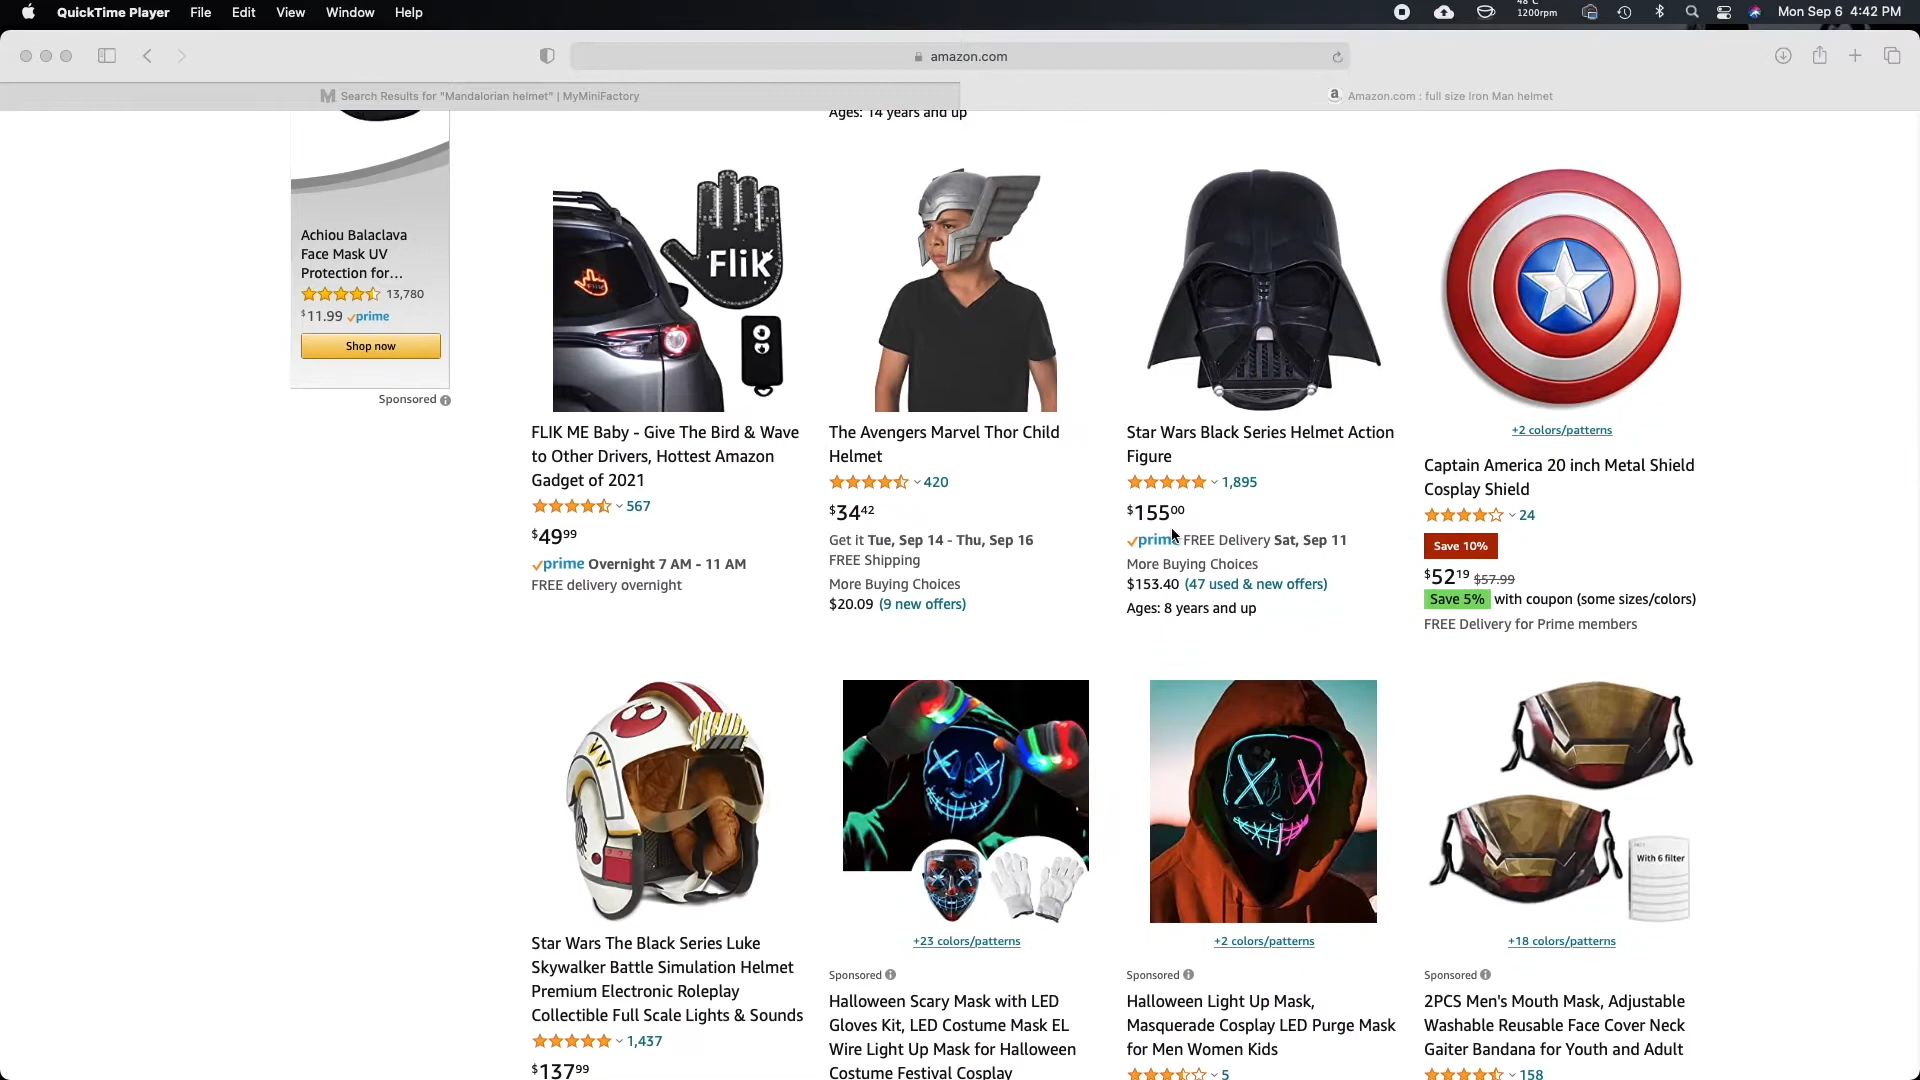 QuickTime Player File Edit View Window Help
1200rpm
Mon Sep 6 4:42 PM
amazon.com
Search Results for "Mandalorian helmet" | MyMiniFactory
Amazon.com : full size Iron Man helmet
Ages: 14 years and up
Achiou Balaclava
Face Mask UV
Protection for...
13,780
$11.99 prime
Shop now
Sponsored
Flik
FLIK ME Baby - Give The Bird & Wave
to Other Drivers, Hottest Amazon
Gadget of 2021
567
$49.99
prime Overnight 7 AM - 11 AM
FREE delivery overnight
The Avengers Marvel Thor Child
Helmet
420
$34.42
Get it Tue, Sep 14 - Thu, Sep 16
FREE Shipping
More Buying Choices
$20.09 (9 new offers)
Star Wars Black Series Helmet Action
Figure
1,895
$155.00
prime FREE Delivery Sat, Sep 11
More Buying Choices
$153.40 (47 used & new offers)
Ages: 8 years and up
+2 colors/patterns
Captain America 20 inch Metal Shield
Cosplay Shield
24
Save 10%
$52.19 $57.99
Save 5% with coupon (some sizes/colors)
FREE Delivery for Prime members
Star Wars The Black Series Luke
Skywalker Battle Simulation Helmet
Premium Electronic Roleplay
Collectible Full Scale Lights & Sounds
1,437
$137.99
+23 colors/patterns
Sponsored
Halloween Scary Mask with LED
Gloves Kit, LED Costume Mask EL
Wire Light Up Mask for Halloween
Costume Festival Cosplay
+2 colors/patterns
Sponsored
Halloween Light Up Mask,
Masquerade Cosplay LED Purge Mask
for Men Women Kids
5
With 6 filter
+18 colors/patterns
Sponsored
2PCS Men's Mouth Mask, Adjustable
Washable Reusable Face Cover Neck
Gaiter Bandana for Youth and Adult
158